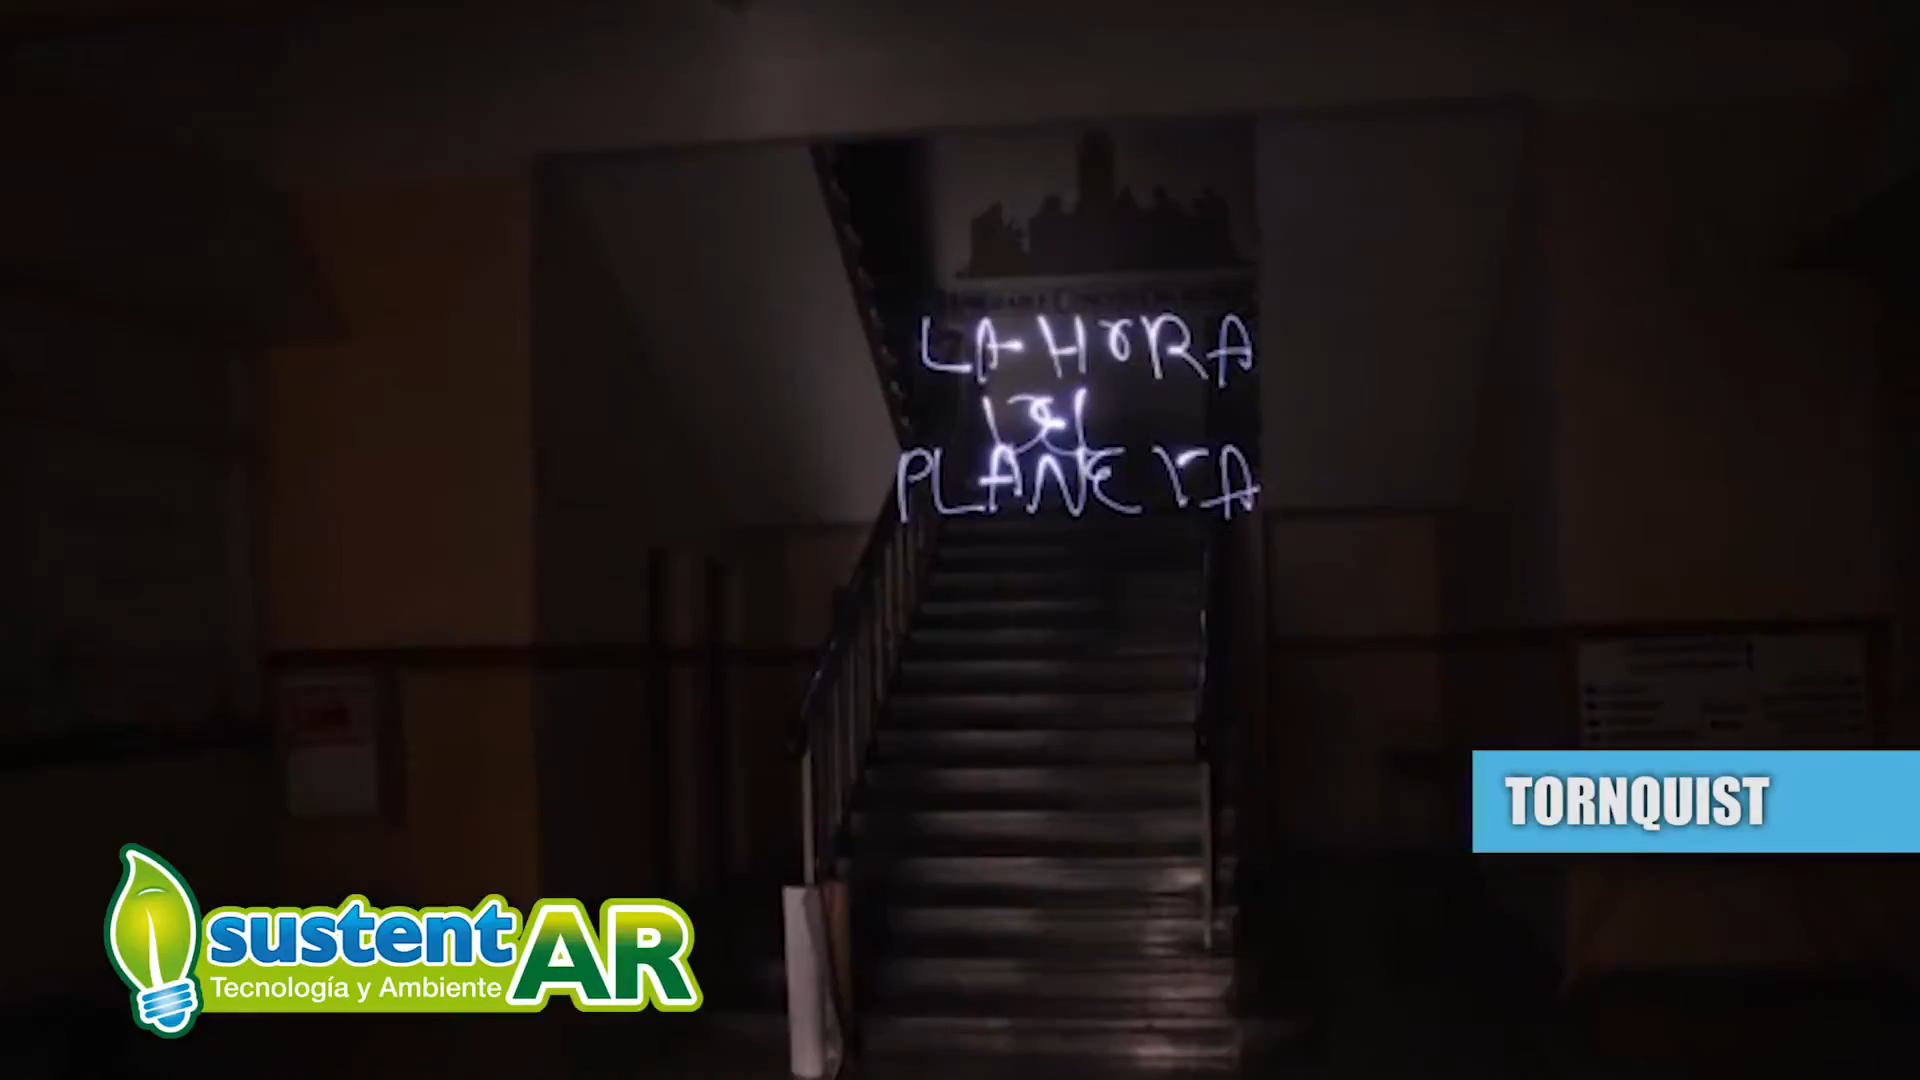 LA HORA
DEL
PLANETA
TORNQUIST
sustentAR
Tecnología y Ambiente